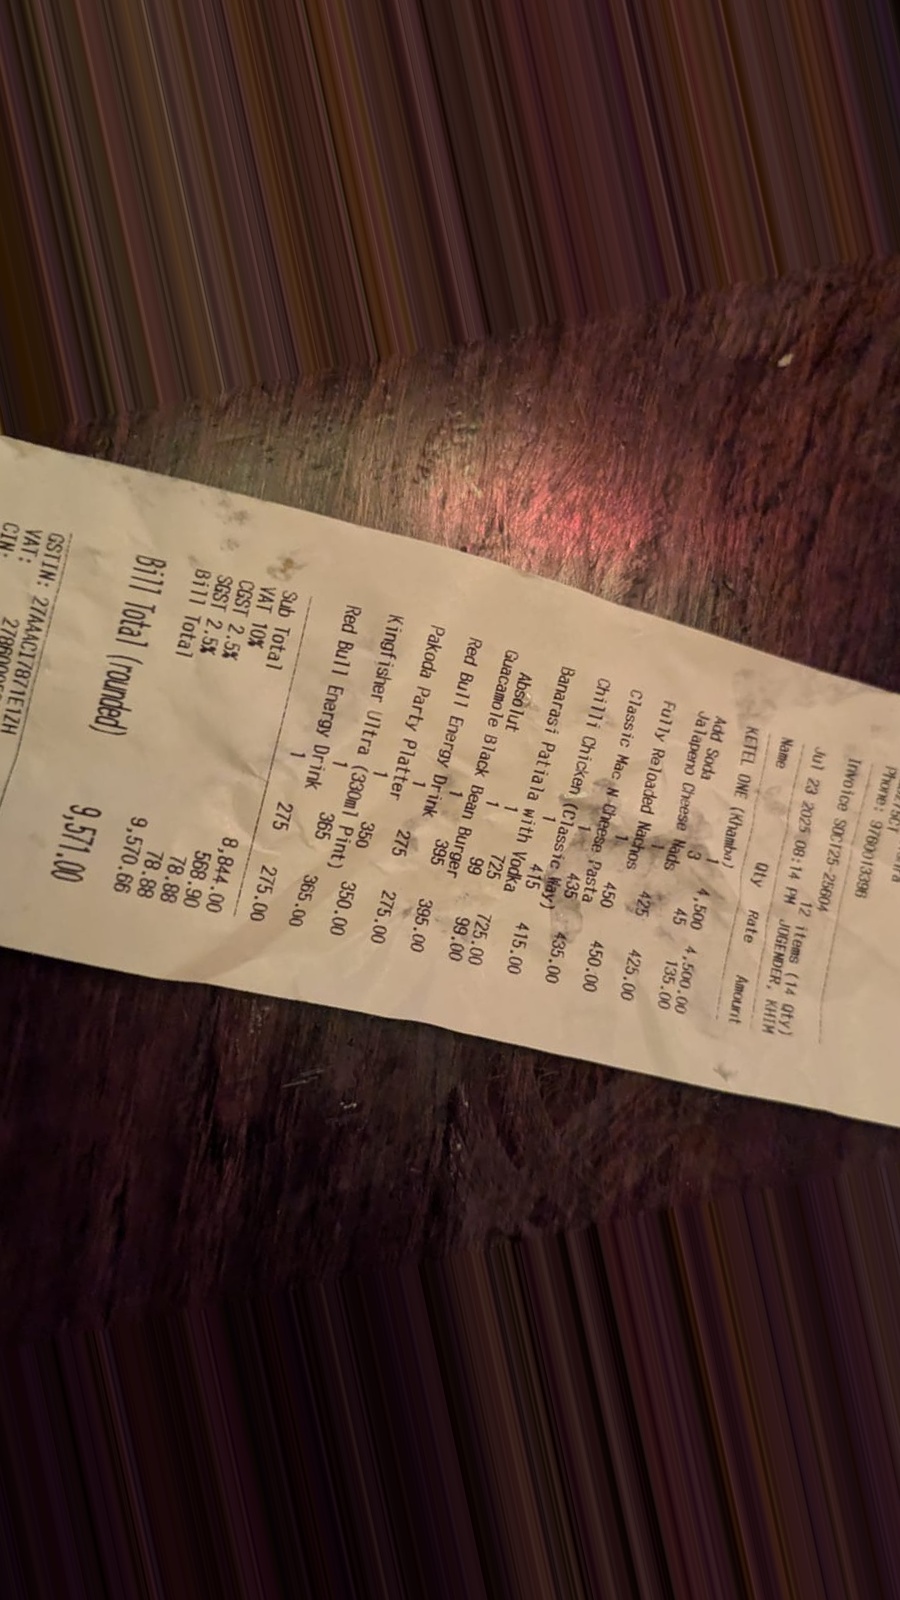 Phone:
Invoice SOC125-25604
12 items (14 Qty)
Jul 23 2025 08:14 PM JOGENDER, KHIM
Name Qty Rate Amount
KETEL ONE (Khamba)
1 4,500 4,500.00
Add Soda 3 45 135.00
Jalapeno Cheese Nads
1 425 425.00
Fully Reloaded Nachos
1 450 450.00
Classic Mac N Cheese Pasta
1 435 435.00
Chilli Chicken (Classic Way)
1 415 415.00
Banarasi Patiala with Vodka
1 725 725.00
Absolut 1 99 99.00
Guacamole Black Bean Burger
1 395 395.00
Red Bull Energy Drink
1 275 275.00
Pakoda Party Platter
1 350 350.00
Kingfisher Ultra (330ml Pint)
1 365 365.00
Red Bull Energy Drink
1 275 275.00
Sub Total 8,844.00
VAT 10% 568.90
CGST 2.5% 78.88
SGST 2.5% 78.88
Bill Total 9,570.66
Bill Total (rounded) 9,571.00
GSTIN: 27AAACI7871E1ZH
VAT:
CIN: